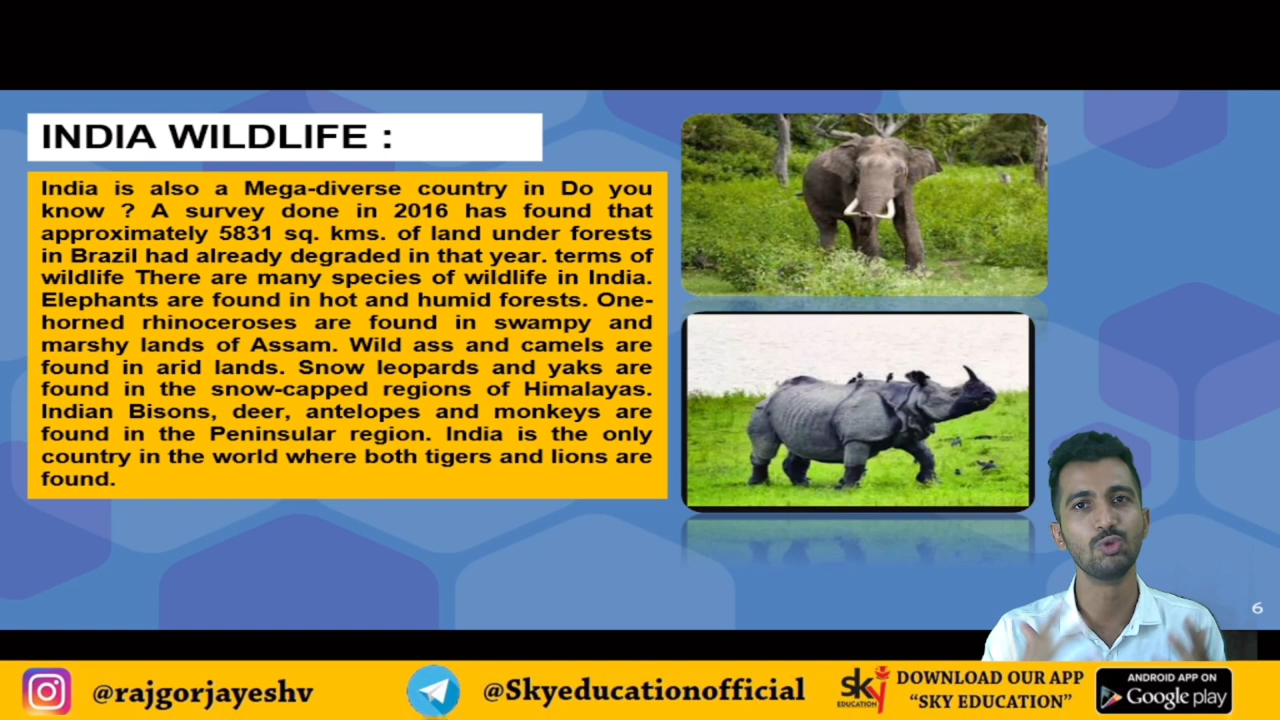 INDIA WILDLIFE :
India is also a Mega-diverse country in Do you
know ? A survey done in 2016 has found that
approximately 5831 sq. kms. of land under forests
in Brazil had already degraded in that year. terms of
wildlife There are many species of wildlife in India.
Elephants are found in hot and humid forests. One-
horned rhinoceroses are found in swampy and
marshy lands of Assam. Wild ass and camels are
found in arid lands. Snow leopards and yaks are
found in the snow-capped regions of Himalayas.
Indian Bisons, deer, antelopes and monkeys are
found in the Peninsular region. India is the only
country in the world where both tigers and lions are
found.
6
@rajgorjayeshv
@Skyeducationofficial
sky
EDUCATION
DOWNLOAD OUR APP
“SKY EDUCATION”
ANDROID APP ON
Google play